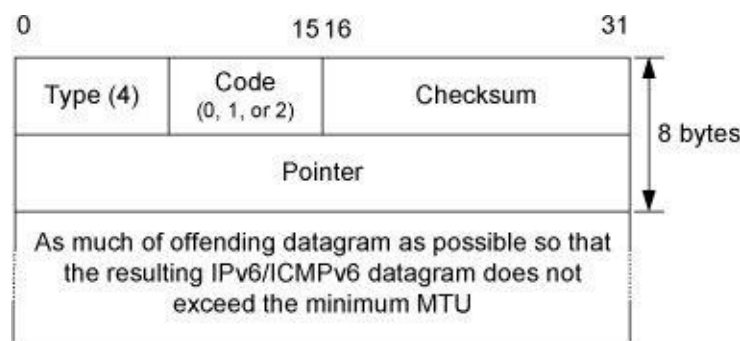 0 15 16 31
Type (4) Code Checksum
(0, 1, or 2)
8 bytes
Pointer
As much of offending datagram as possible so that
the resulting IPv6/ICMPv6 datagram does not
exceed the minimum MTU